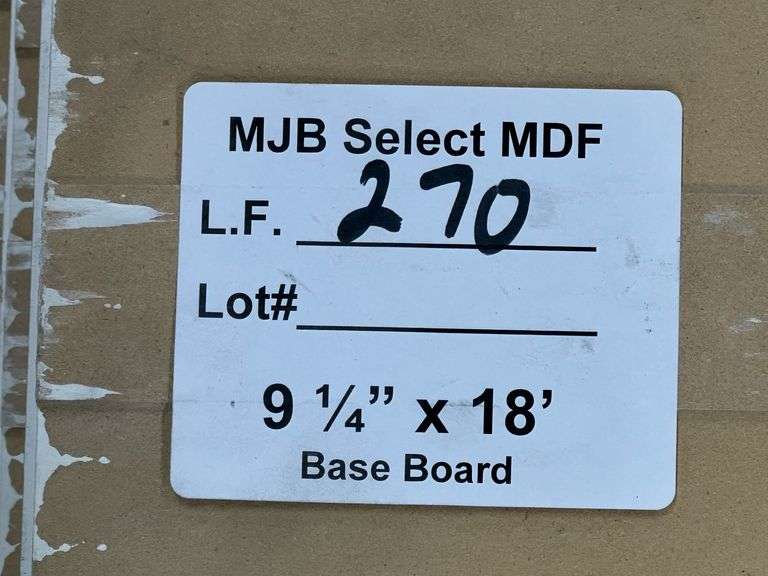 MJB Select MDF
L.F. 270
Lot#
9 ¼” x 18’
Base Board